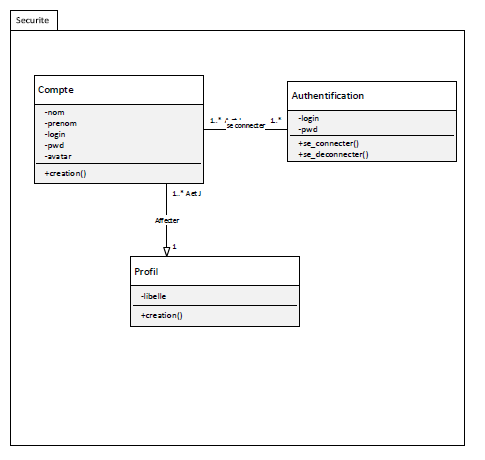 Securite
Compte
-nom
-prenom
-login
-pwd
-avatar
+creation()
1..*
se connecter
1..*
Authentification
-login
-pwd
+se_connecter()
+se_deconnecter()
1..*
Affecter
1
Profil
-libelle
+creation()